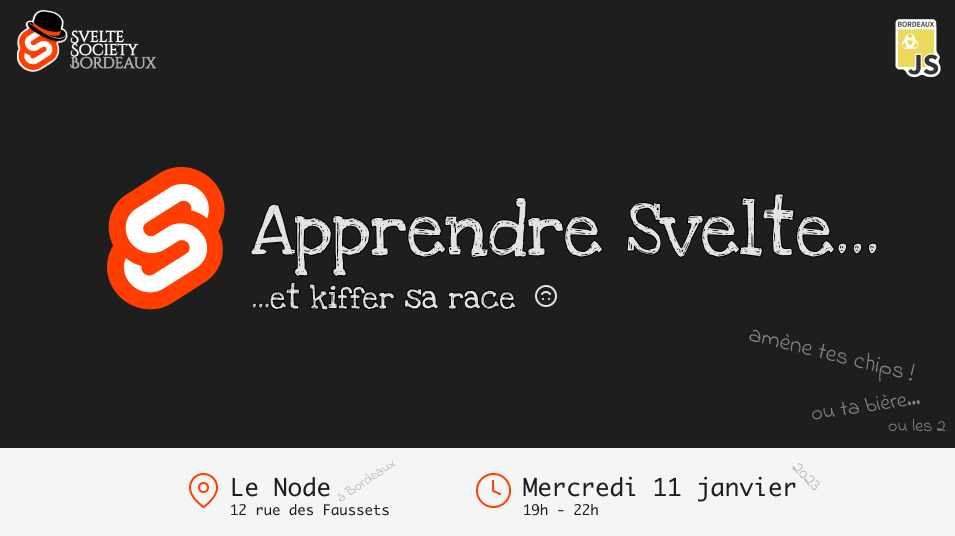 SVELTE
SOCIETY
BORDEAUX
BORDEAUX
JS
Apprendre Svelte...
...et kiffer sa race
amène tes chips !
ou ta bière...
ou les 2
Le Node
à Bordeaux
12 rue des Faussets
Mercredi 11 janvier
2023
19h - 22h